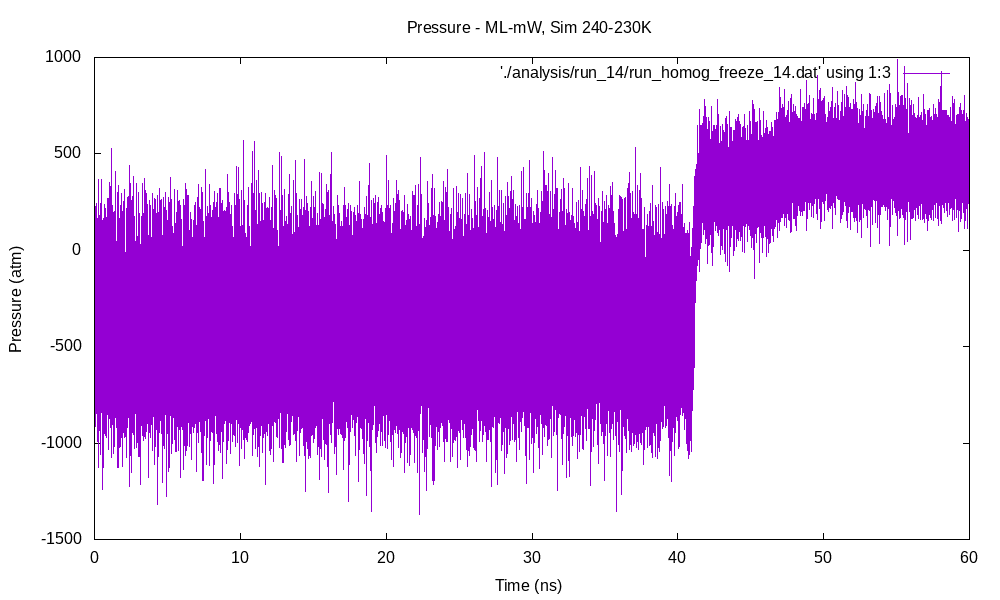 Pressure - ML-mW, Sim 240-230K
'./analysis/run_14/run_homog_freeze_14.dat' using 1:3
1000
500
0
-500
-1000
-1500
Pressure (atm)
0 10 20 30 40 50 60
Time (ns)